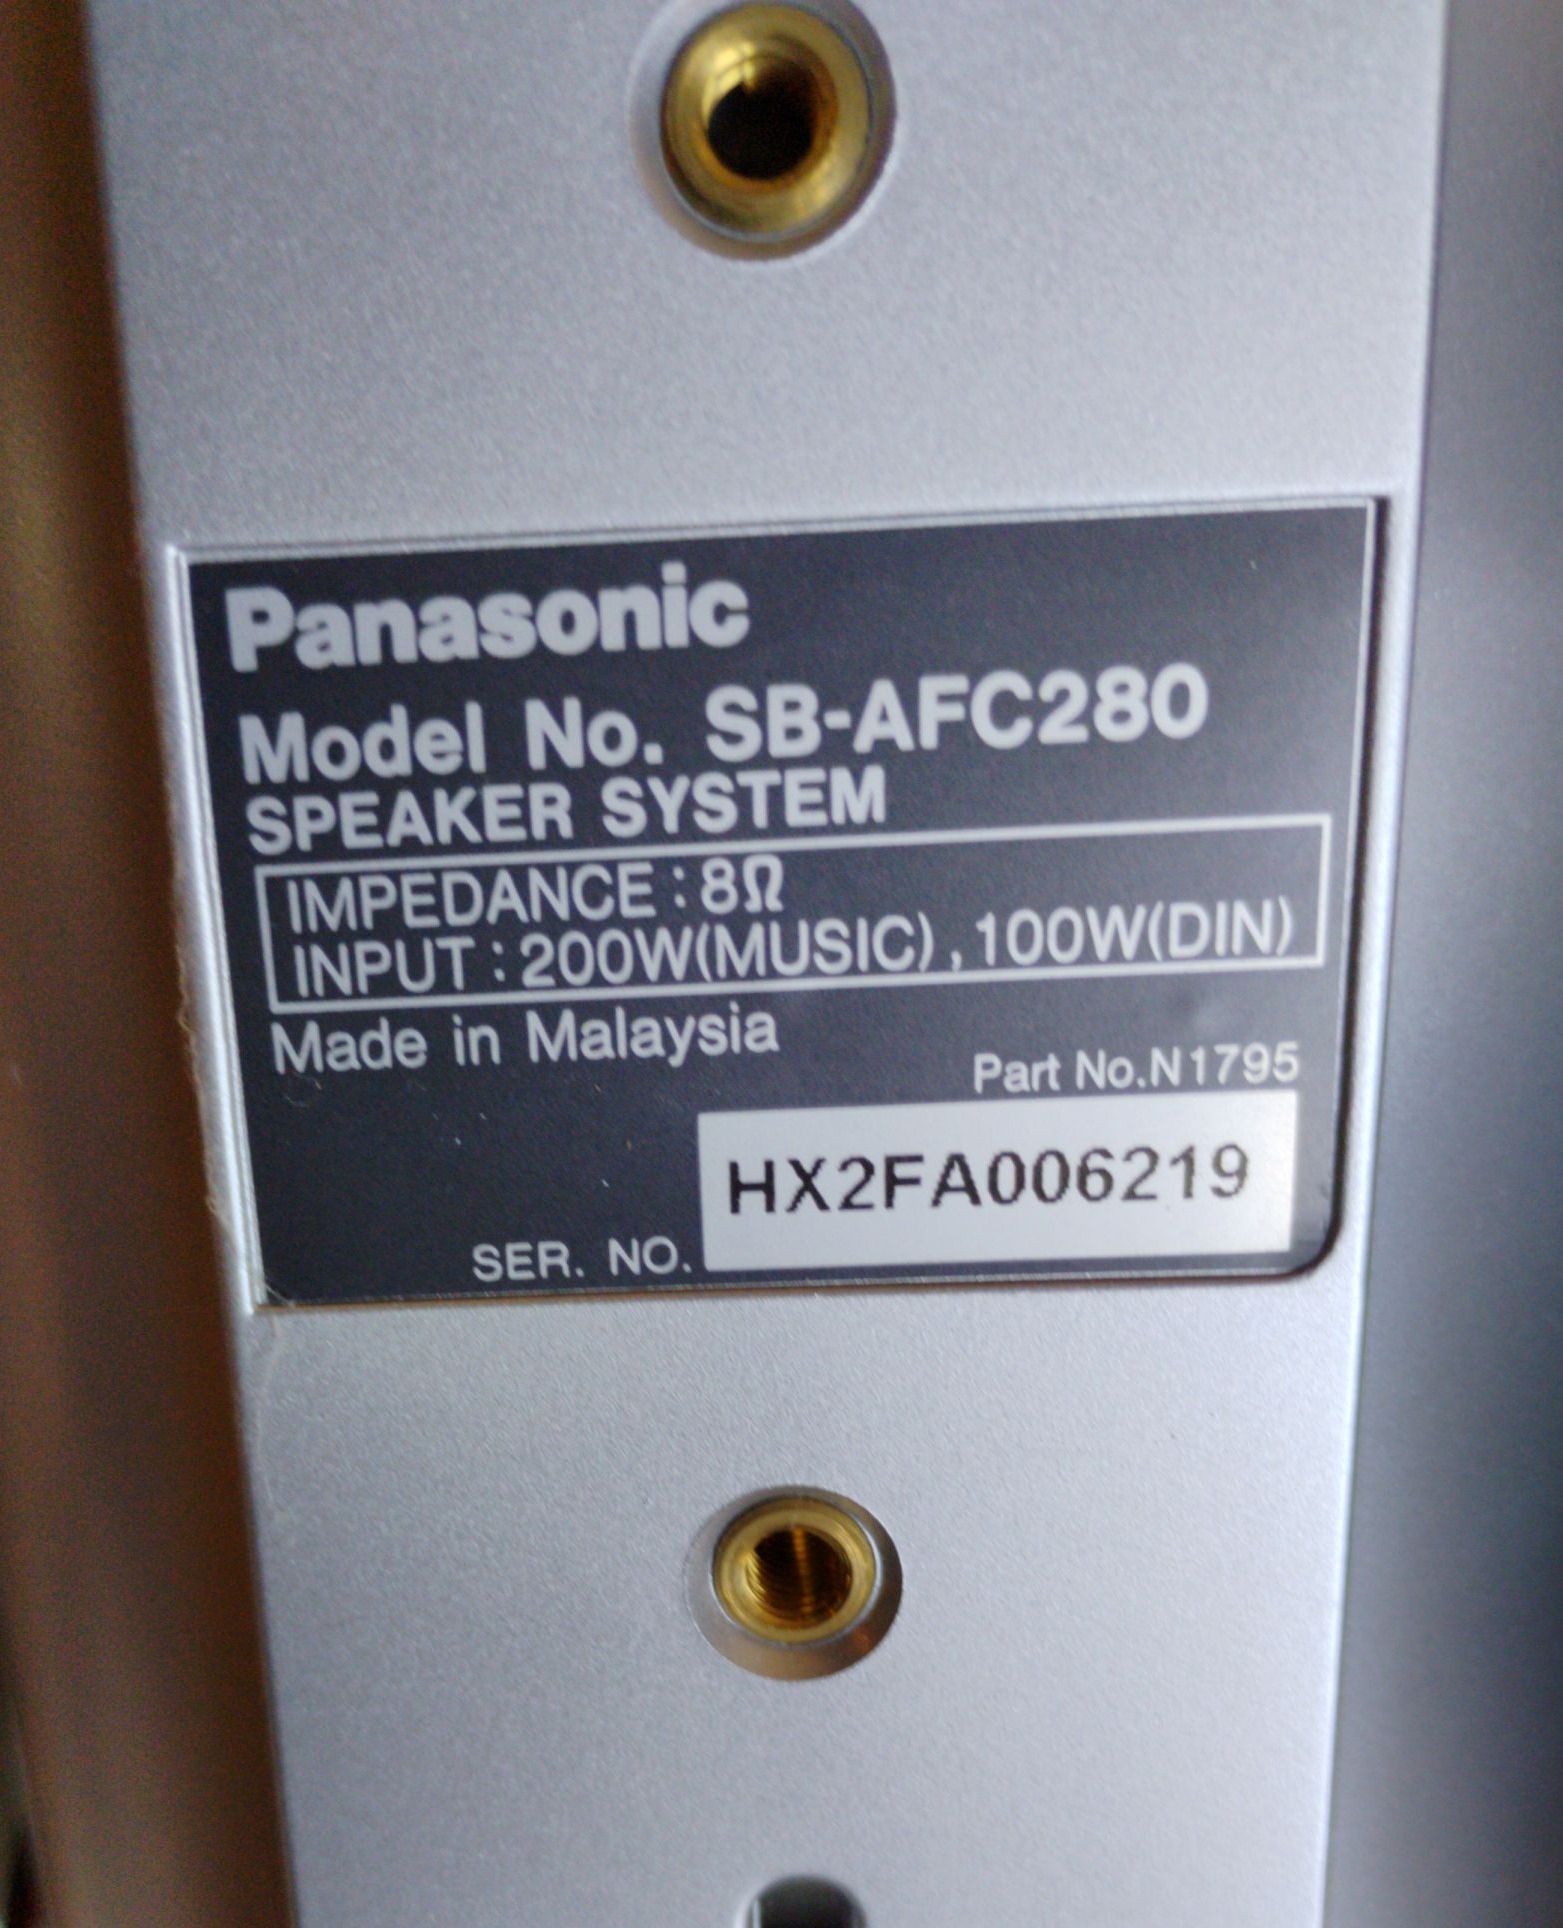 Panasonic
Model No. SB-AFC280
SPEAKER SYSTEM
IMPEDANCE : 8Ω
INPUT : 200W(MUSIC) , 100W(DIN)
Made in Malaysia
Part No.N1795
HX2FA006219
SER. NO.